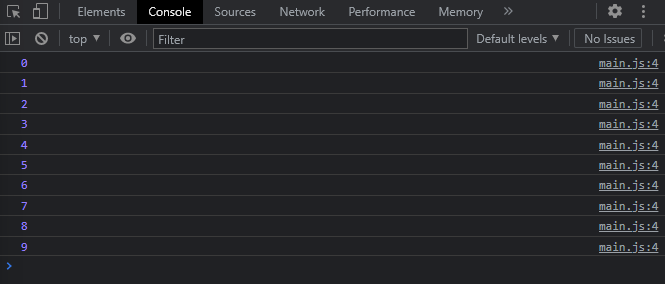 Elements Console Sources Network Performance Memory »
top ▼ Filter Default levels ▼ No Issues
0 main.js:4
1 main.js:4
2 main.js:4
3 main.js:4
4 main.js:4
5 main.js:4
6 main.js:4
7 main.js:4
8 main.js:4
9 main.js:4
>